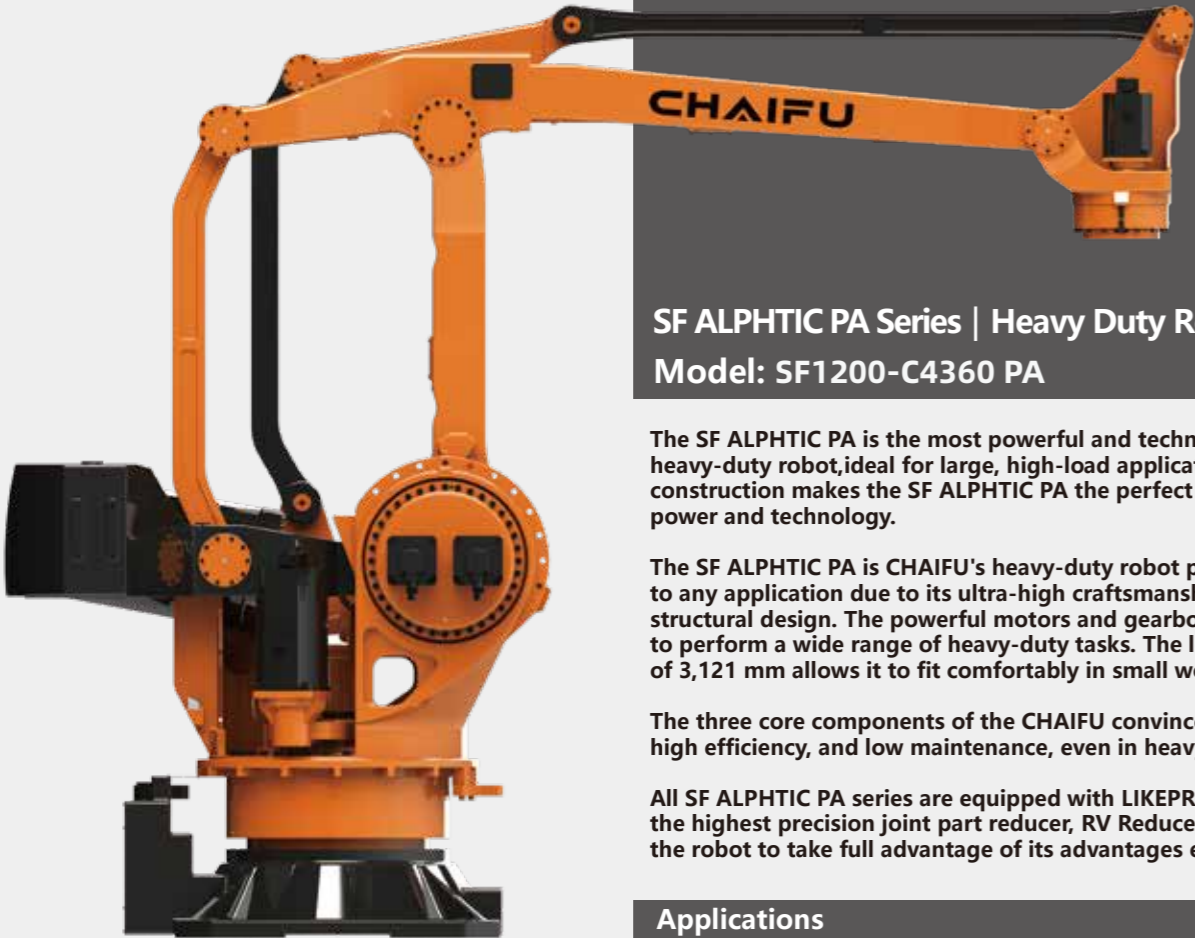 CHAIFU
SF ALPHTIC PA Series | Heavy Duty R
Model: SF1200-C4360 PA
The SF ALPHTIC PA is the most powerful and techn
heavy-duty robot,ideal for large, high-load applica
construction makes the SF ALPHTIC PA the perfect
power and technology.
The SF ALPHTIC PA is CHAIFU's heavy-duty robot p
to any application due to its ultra-high craftsmansh
structural design. The powerful motors and gearbo
to perform a wide range of heavy-duty tasks. The l
of 3,121 mm allows it to fit comfortably in small w
The three core components of the CHAIFU convinc
high efficiency, and low maintenance, even in heav
All SF ALPHTIC PA series are equipped with LIKEPR
the highest precision joint part reducer, RV Reduce
the robot to take full advantage of its advantages e
Applications